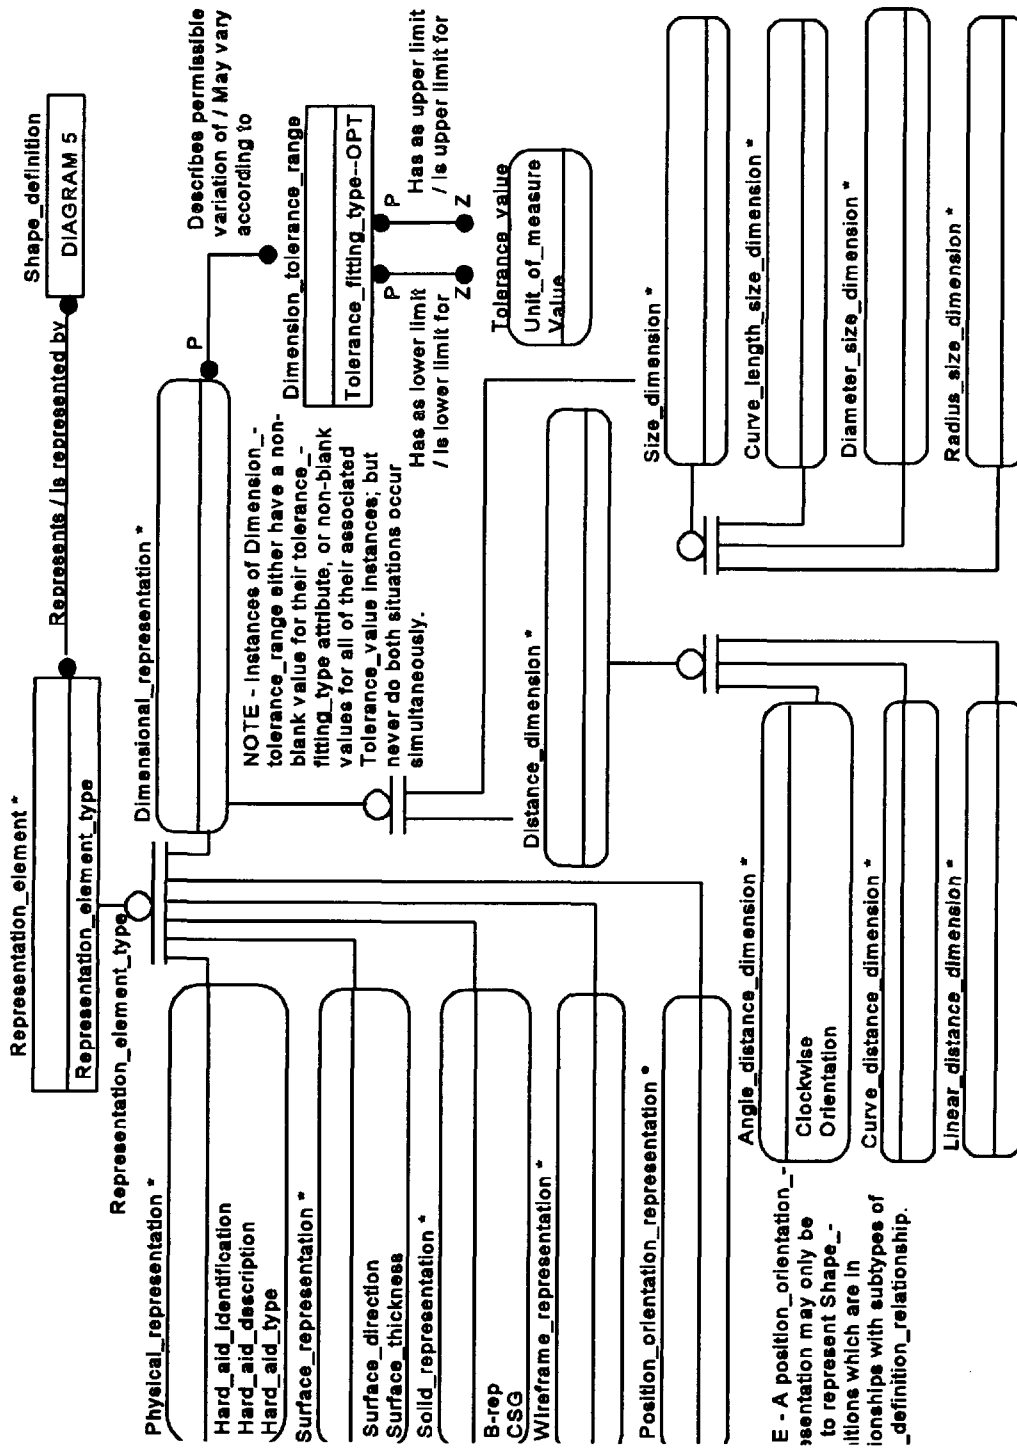 Representation_element *
Representation_element_type
Representation_element_type
Represents / Is represented by
Shape_definition
DIAGRAM 5
Physical_representation *
Hard_aid_identification
Hard_aid_description
Hard_aid_type
Surface_representation *
Surface_direction
Surface_thickness
Solid_representation *
B-rep
CSG
Wireframe_representation *
Position_orientation_representation *
Dimensional_representation *
P
Describes permissible
variation of / May vary
according to
NOTE - Instances of Dimension_-
tolerance_range either have a non-
blank value for their tolerance_-
fitting_type attribute, or non-blank
values for all of their associated
Tolerance_value instances; but
never do both situations occur
simultaneously.
Dimension_tolerance_range
Tolerance_fitting_type--OPT
P
P
Has as lower limit
/ Is lower limit for
Has as upper limit
/ Is upper limit for
Z
Z
Tolerance_value
Unit_of_measure
Value
Distance_dimension *
Size_dimension *
Curve_length_size_dimension *
Diameter_size_dimension *
Radius_size_dimension *
Angle_distance_dimension *
Clockwise
Orientation
Curve_distance_dimension *
Linear_distance_dimension *
E - A position_orientation_-
sentation may only be
to represent Shape_-
itions which are in
ionships with subtypes of
_definition_relationship.